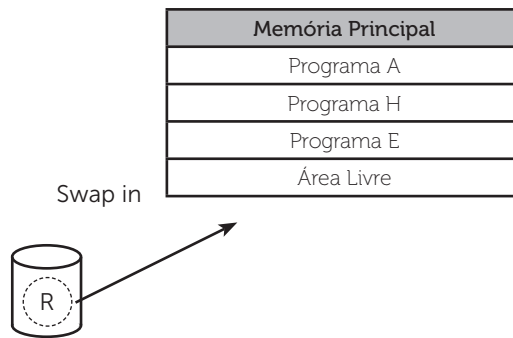 Memória Principal
Programa A
Programa H
Programa E
Área Livre
Swap in
R